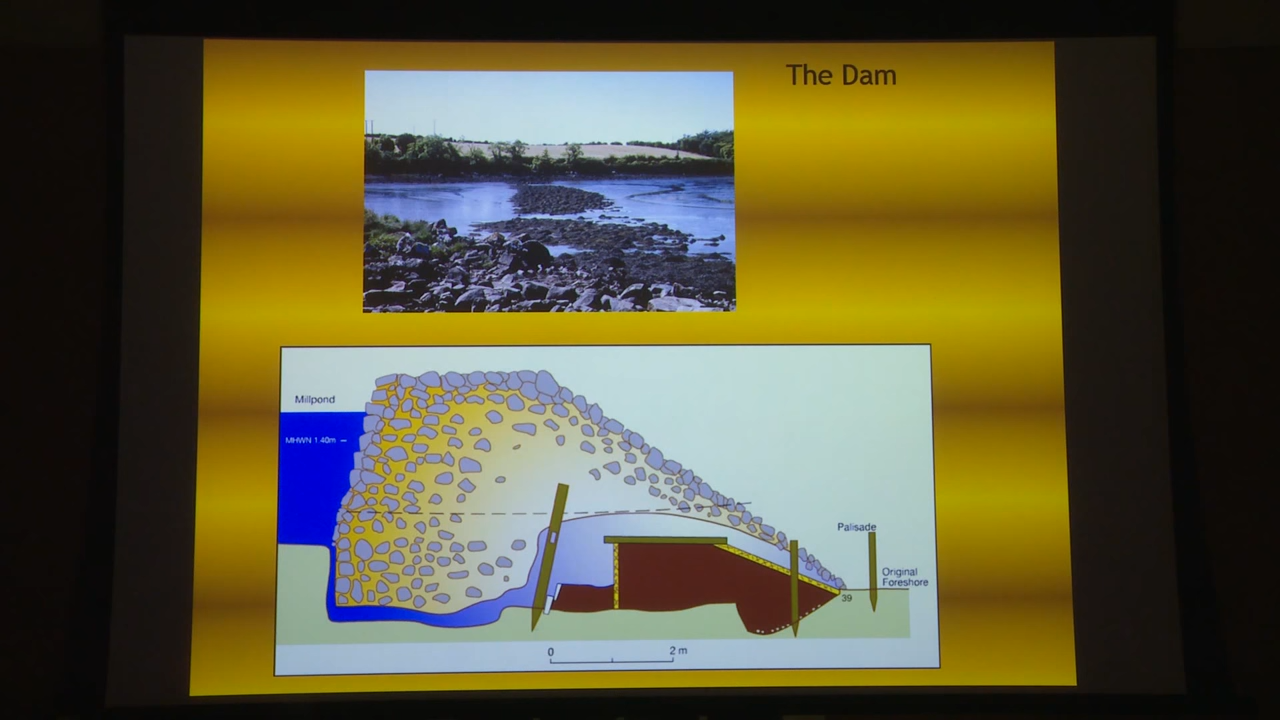 The Dam
Millpond
MHWN 1.40m
Palisade
Original
Foreshore
39
0
2 m